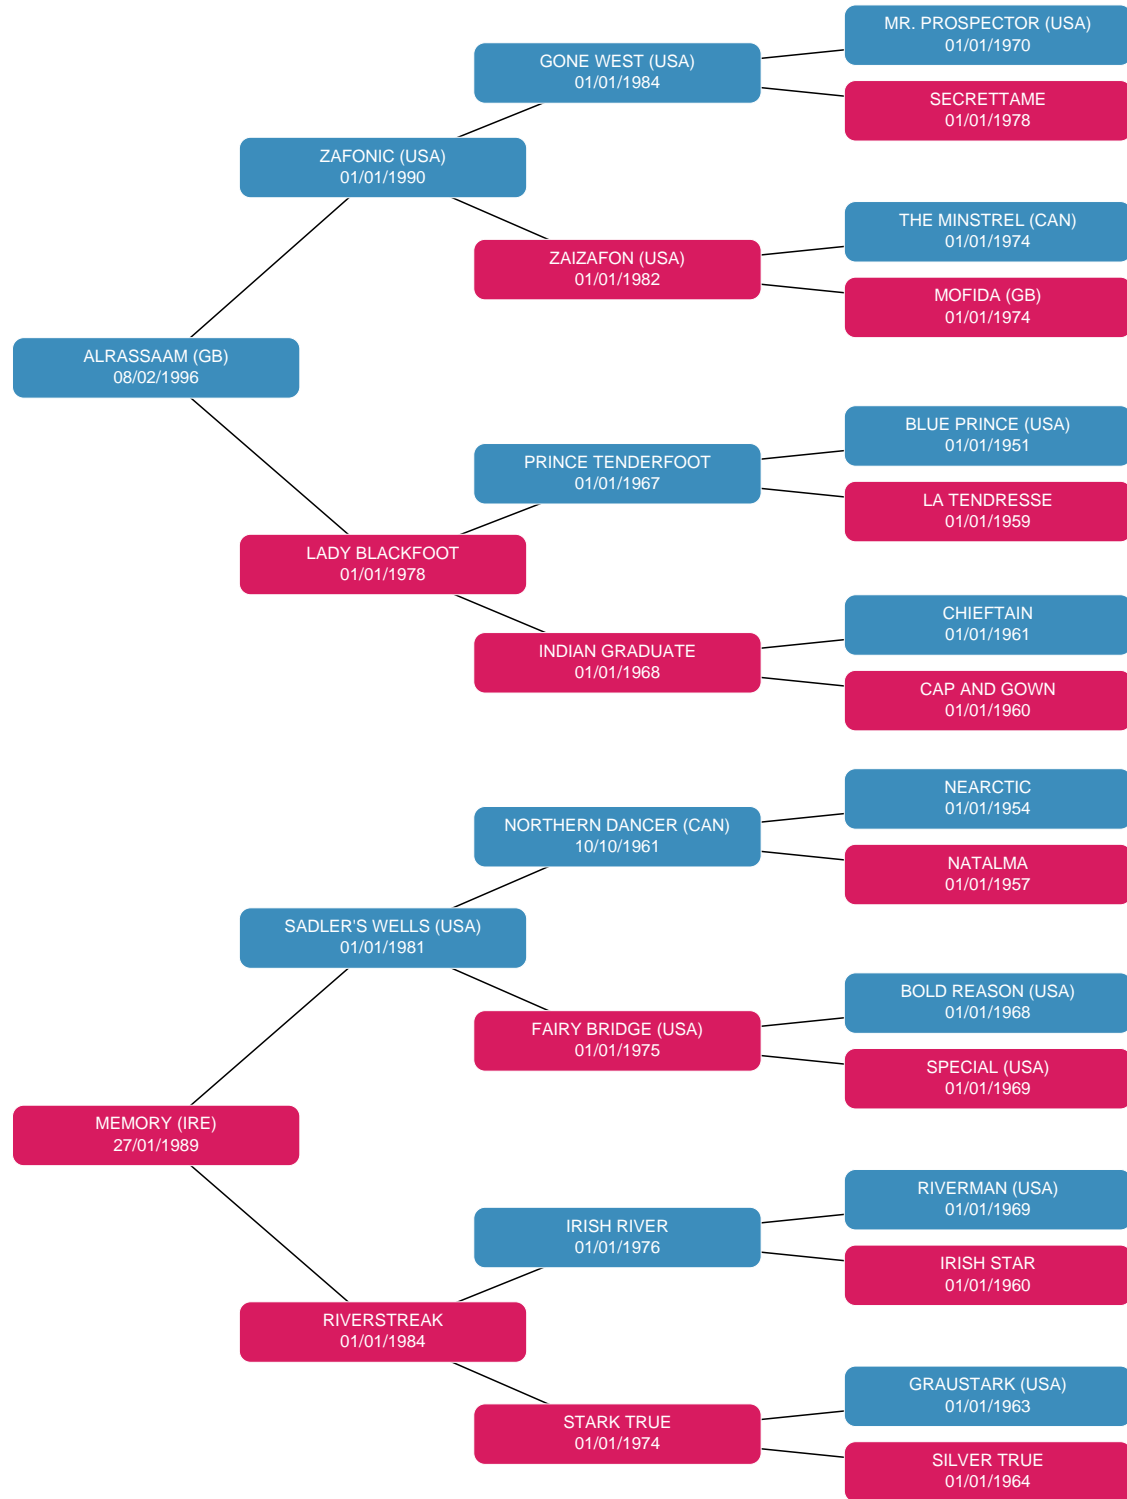 MR. PROSPECTOR (USA)
01/01/1970
GONE WEST (USA)
01/01/1984
SECRETTAME
01/01/1978
ZAFONIC (USA)
01/01/1990
THE MINSTREL (CAN)
01/01/1974
ZAIZAFON (USA)
01/01/1982
MOFIDA (GB)
01/01/1974
ALRASSAAM (GB)
08/02/1996
BLUE PRINCE (USA)
01/01/1951
PRINCE TENDERFOOT
01/01/1967
LA TENDRESSE
01/01/1959
LADY BLACKFOOT
01/01/1978
CHIEFTAIN
01/01/1961
INDIAN GRADUATE
01/01/1968
CAP AND GOWN
01/01/1960
NEARCTIC
01/01/1954
NORTHERN DANCER (CAN)
10/10/1961
NATALMA
01/01/1957
SADLER'S WELLS (USA)
01/01/1981
BOLD REASON (USA)
01/01/1968
FAIRY BRIDGE (USA)
01/01/1975
SPECIAL (USA)
01/01/1969
MEMORY (IRE)
27/01/1989
RIVERMAN (USA)
01/01/1969
IRISH RIVER
01/01/1976
IRISH STAR
01/01/1960
RIVERSTREAK
01/01/1984
GRAUSTARK (USA)
01/01/1963
STARK TRUE
01/01/1974
SILVER TRUE
01/01/1964